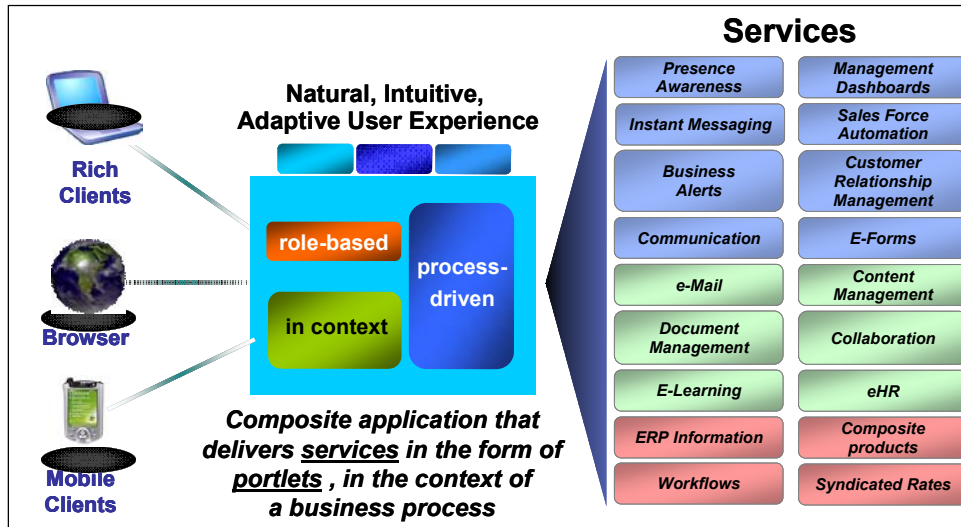 Services
Rich
Clients
Browser
Mobile
Clients
Natural, Intuitive,
Adaptive User Experience
role-based
in context
process-
driven
Composite application that
delivers services in the form of
portlets , in the context of
a business process
Presence
Awareness
Management
Dashboards
Instant Messaging
Sales Force
Automation
Business
Alerts
Customer
Relationship
Management
Communication
E-Forms
e-Mail
Content
Management
Document
Management
Collaboration
E-Learning
eHR
ERP Information
Composite
products
Workflows
Syndicated Rates